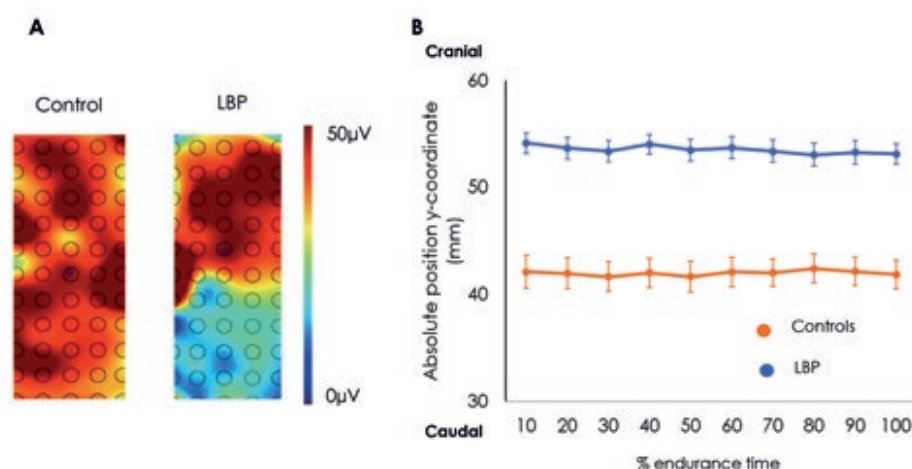 A
Control
LBP
50µV
0µV
B
Cranial
60
50
40
30
Absolute position y-coordinate
(mm)
Controls
LBP
Caudal
10 20 30 40 50 60 70 80 90 100
% endurance time